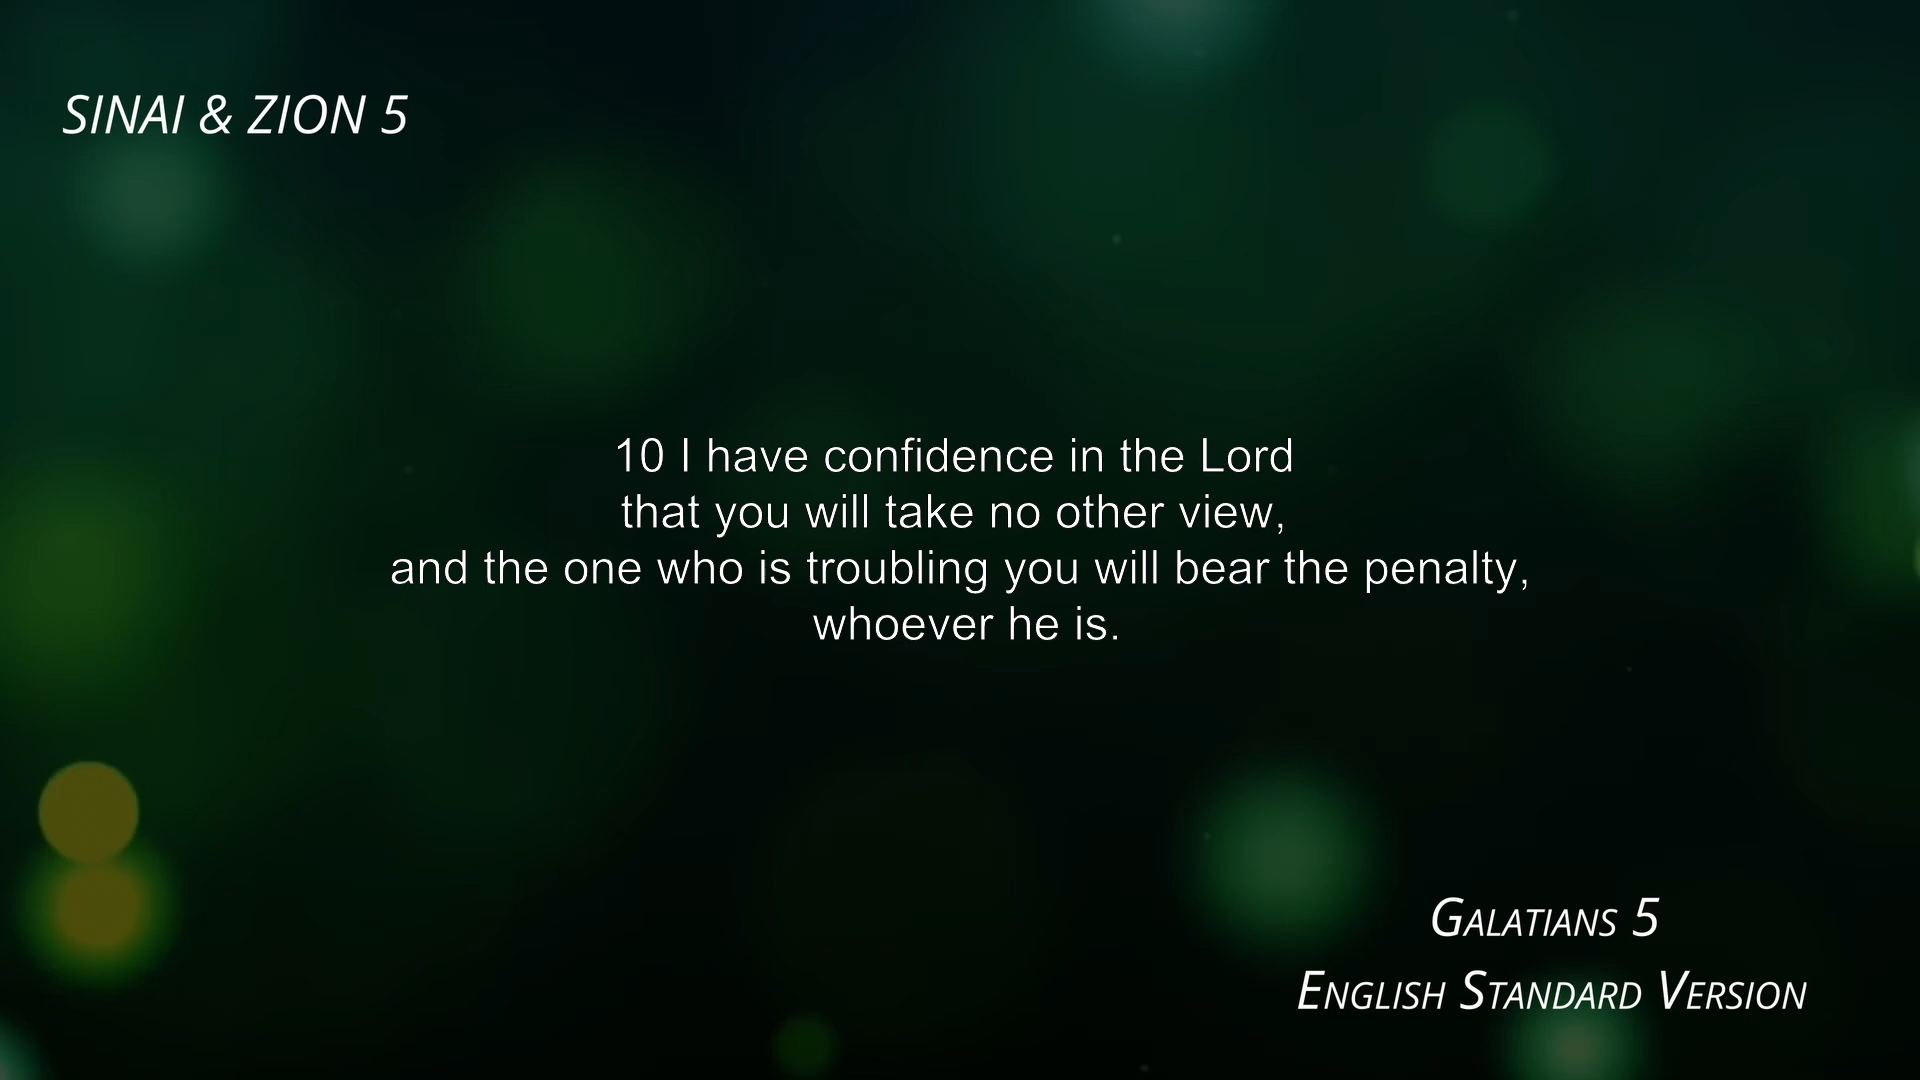 SINAI & ZION 5
10 I have confidence in the Lord
that you will take no other view,
and the one who is troubling you will bear the penalty,
whoever he is.
Galatians 5
English Standard Version